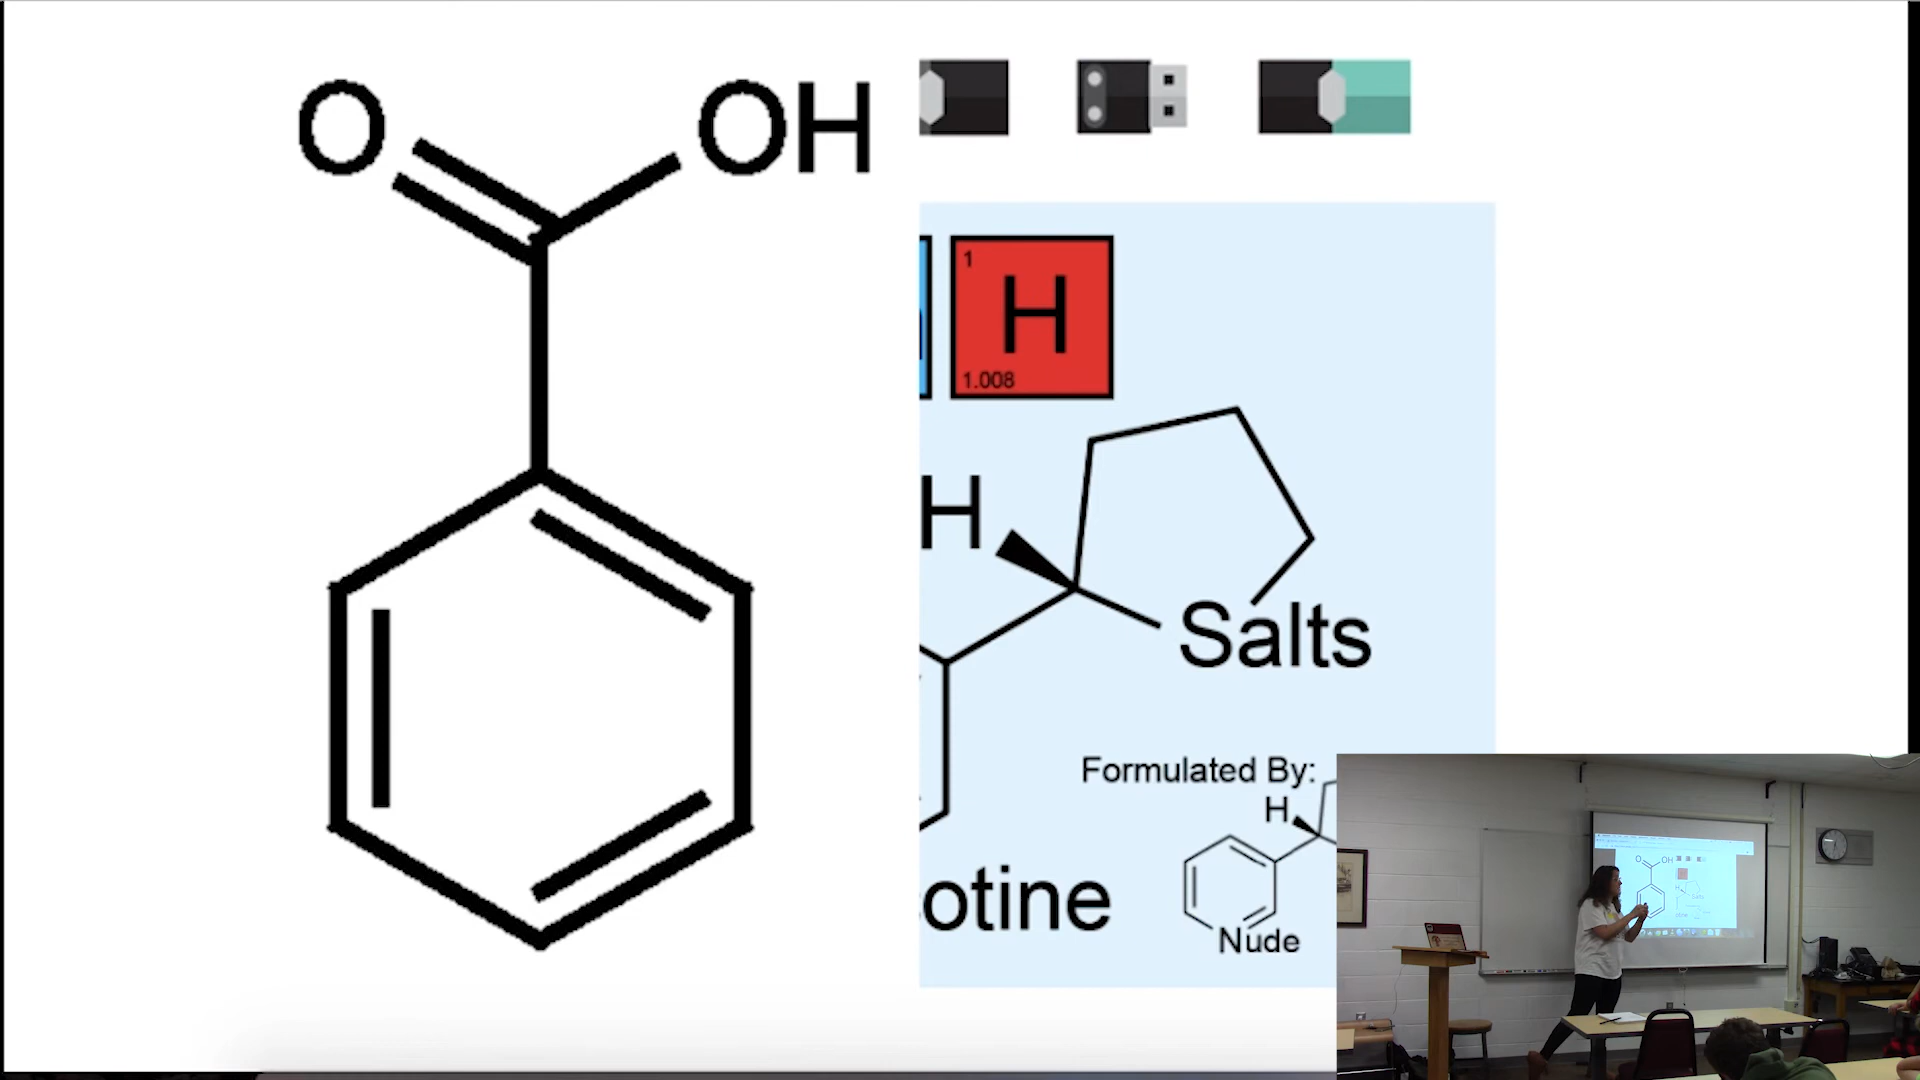 O OH
1
H
1.008
H
Salts
Formulated By:
H
otine
Nude